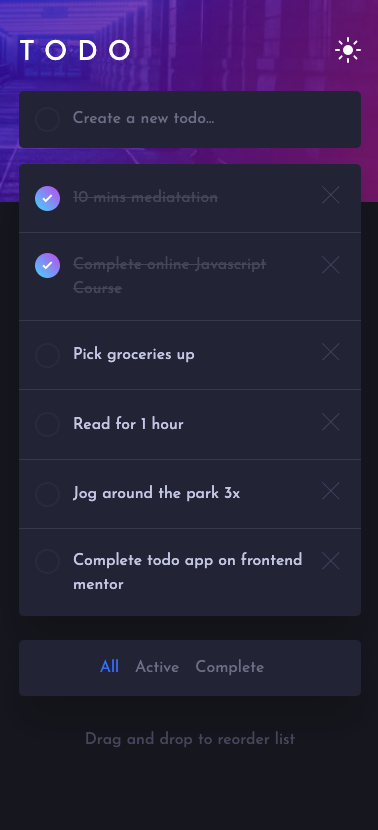 TODO
Create a new todo...
10 mins mediatation
Complete online Javascript
Course
Pick groceries up
Read for 1 hour
Jog around the park 3x
Complete todo app on frontend
mentor
All Active Complete
Drag and drop to reorder list